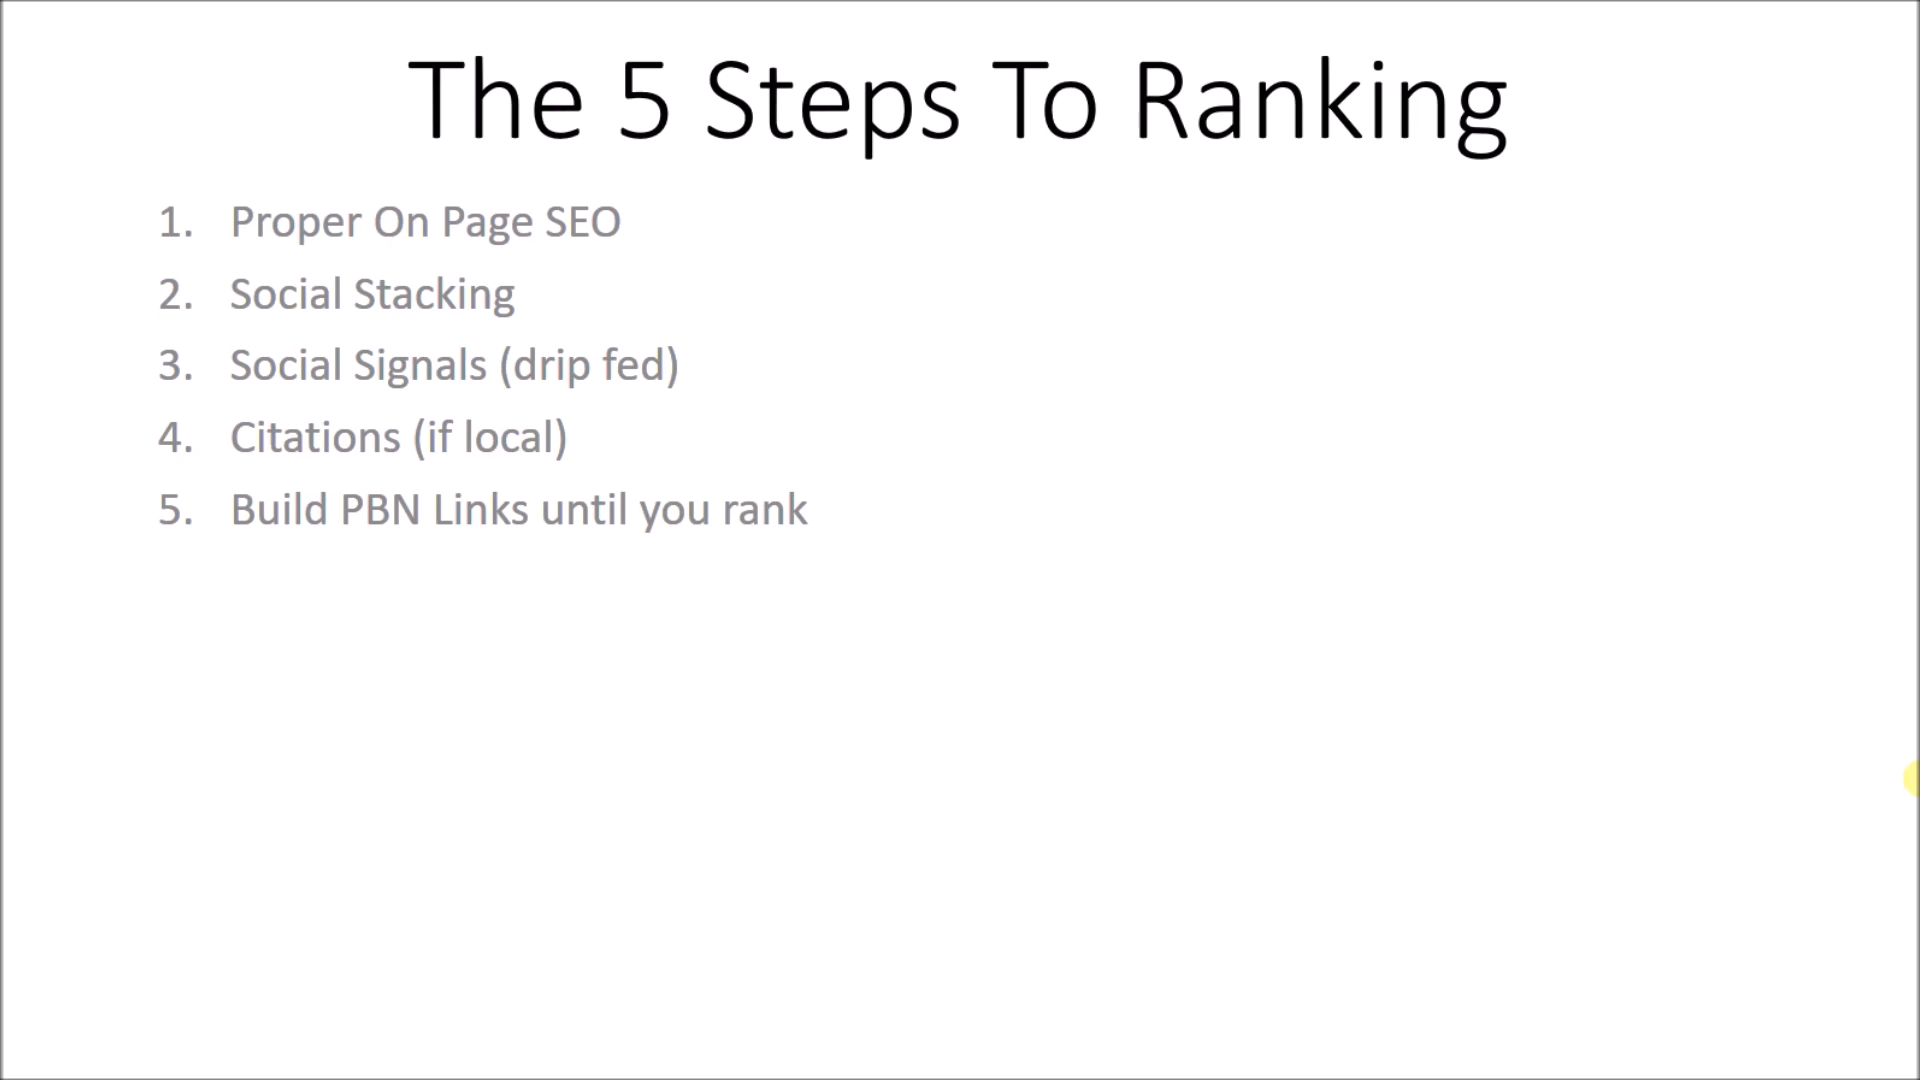 The 5 Steps To Ranking
1. Proper On Page SEO
2. Social Stacking
3. Social Signals (drip fed)
4. Citations (if local)
5. Build PBN Links until you rank